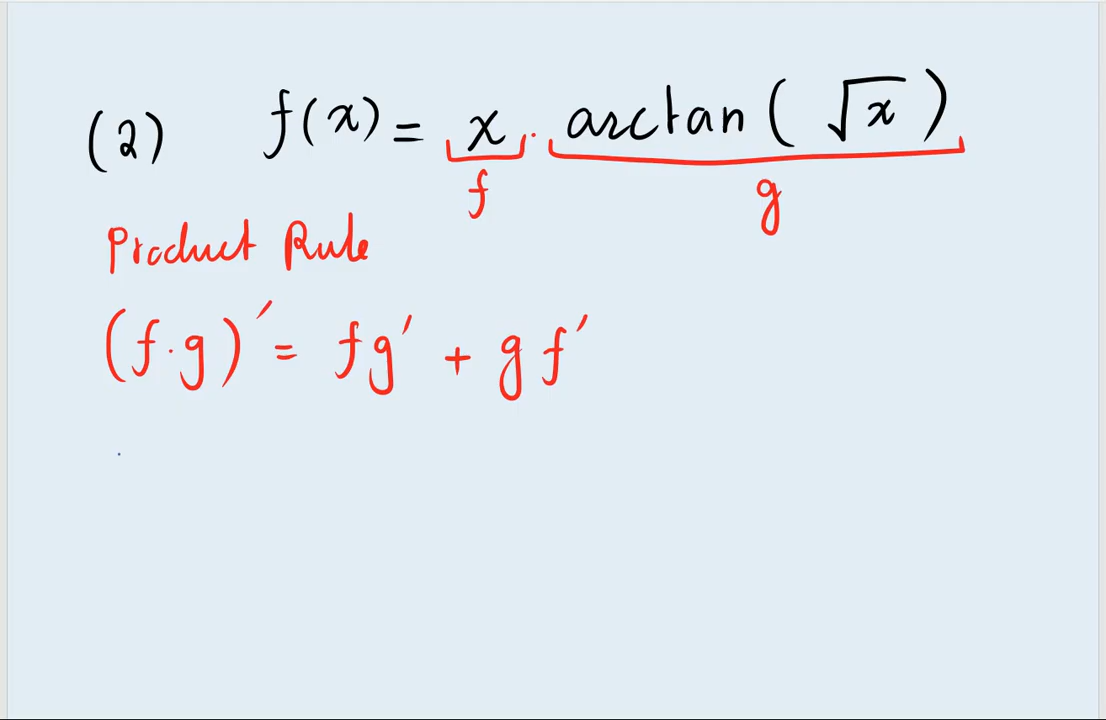 (2) f(x) = x · arctan(√x)
f g
Product Rule
(f·g)′ = fg′ + gf′